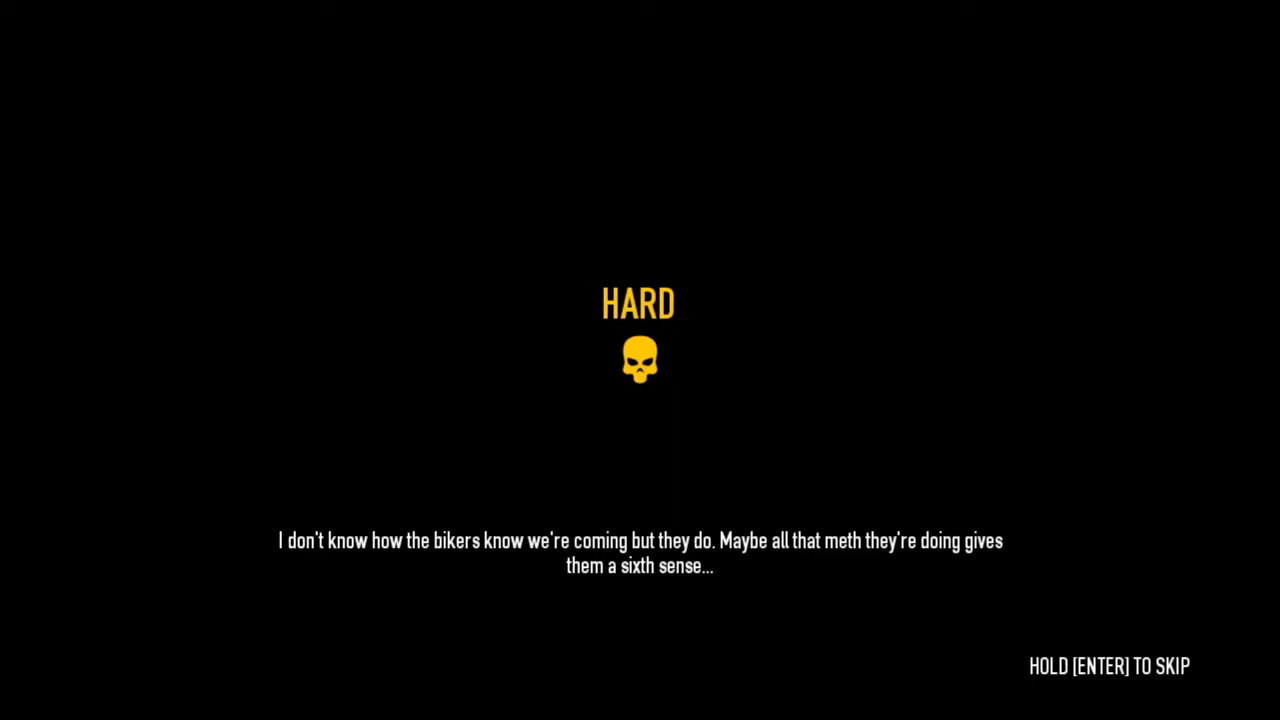 HARD
I don't know how the bikers know we're coming but they do. Maybe all that meth they're doing gives
them a sixth sense...
HOLD [ENTER] TO SKIP